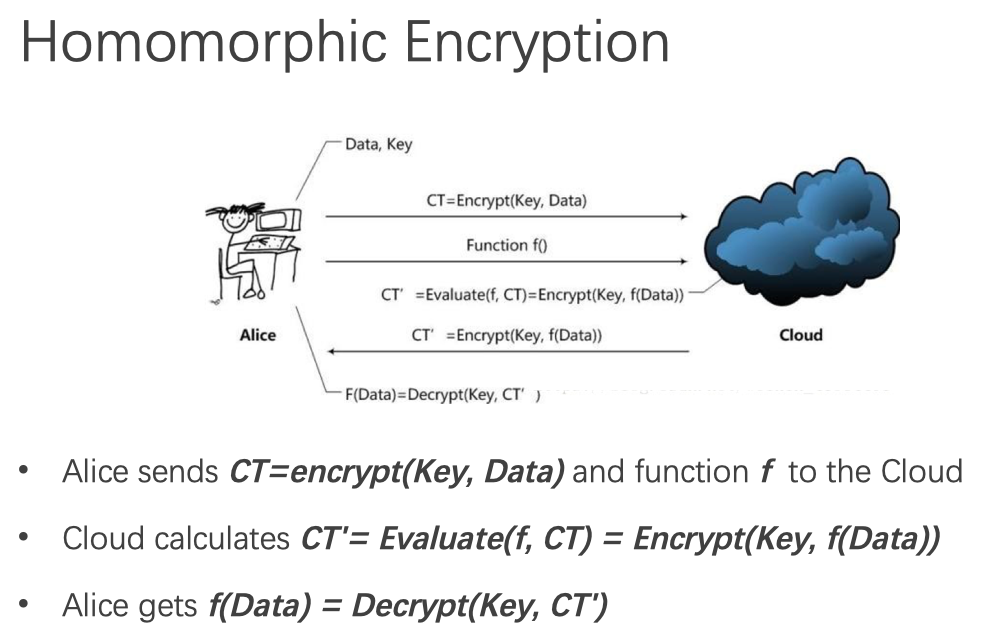 Homomorphic Encryption
Data, Key
CT=Encrypt(Key, Data)
Function f()
CT' =Evaluate(f, CT)=Encrypt(Key, f(Data))
Alice
CT' =Encrypt(Key, f(Data))
Cloud
F(Data)=Decrypt(Key, CT' )
• Alice sends CT=encrypt(Key, Data) and function f to the Cloud
• Cloud calculates CT'= Evaluate(f, CT) = Encrypt(Key, f(Data))
• Alice gets f(Data) = Decrypt(Key, CT')